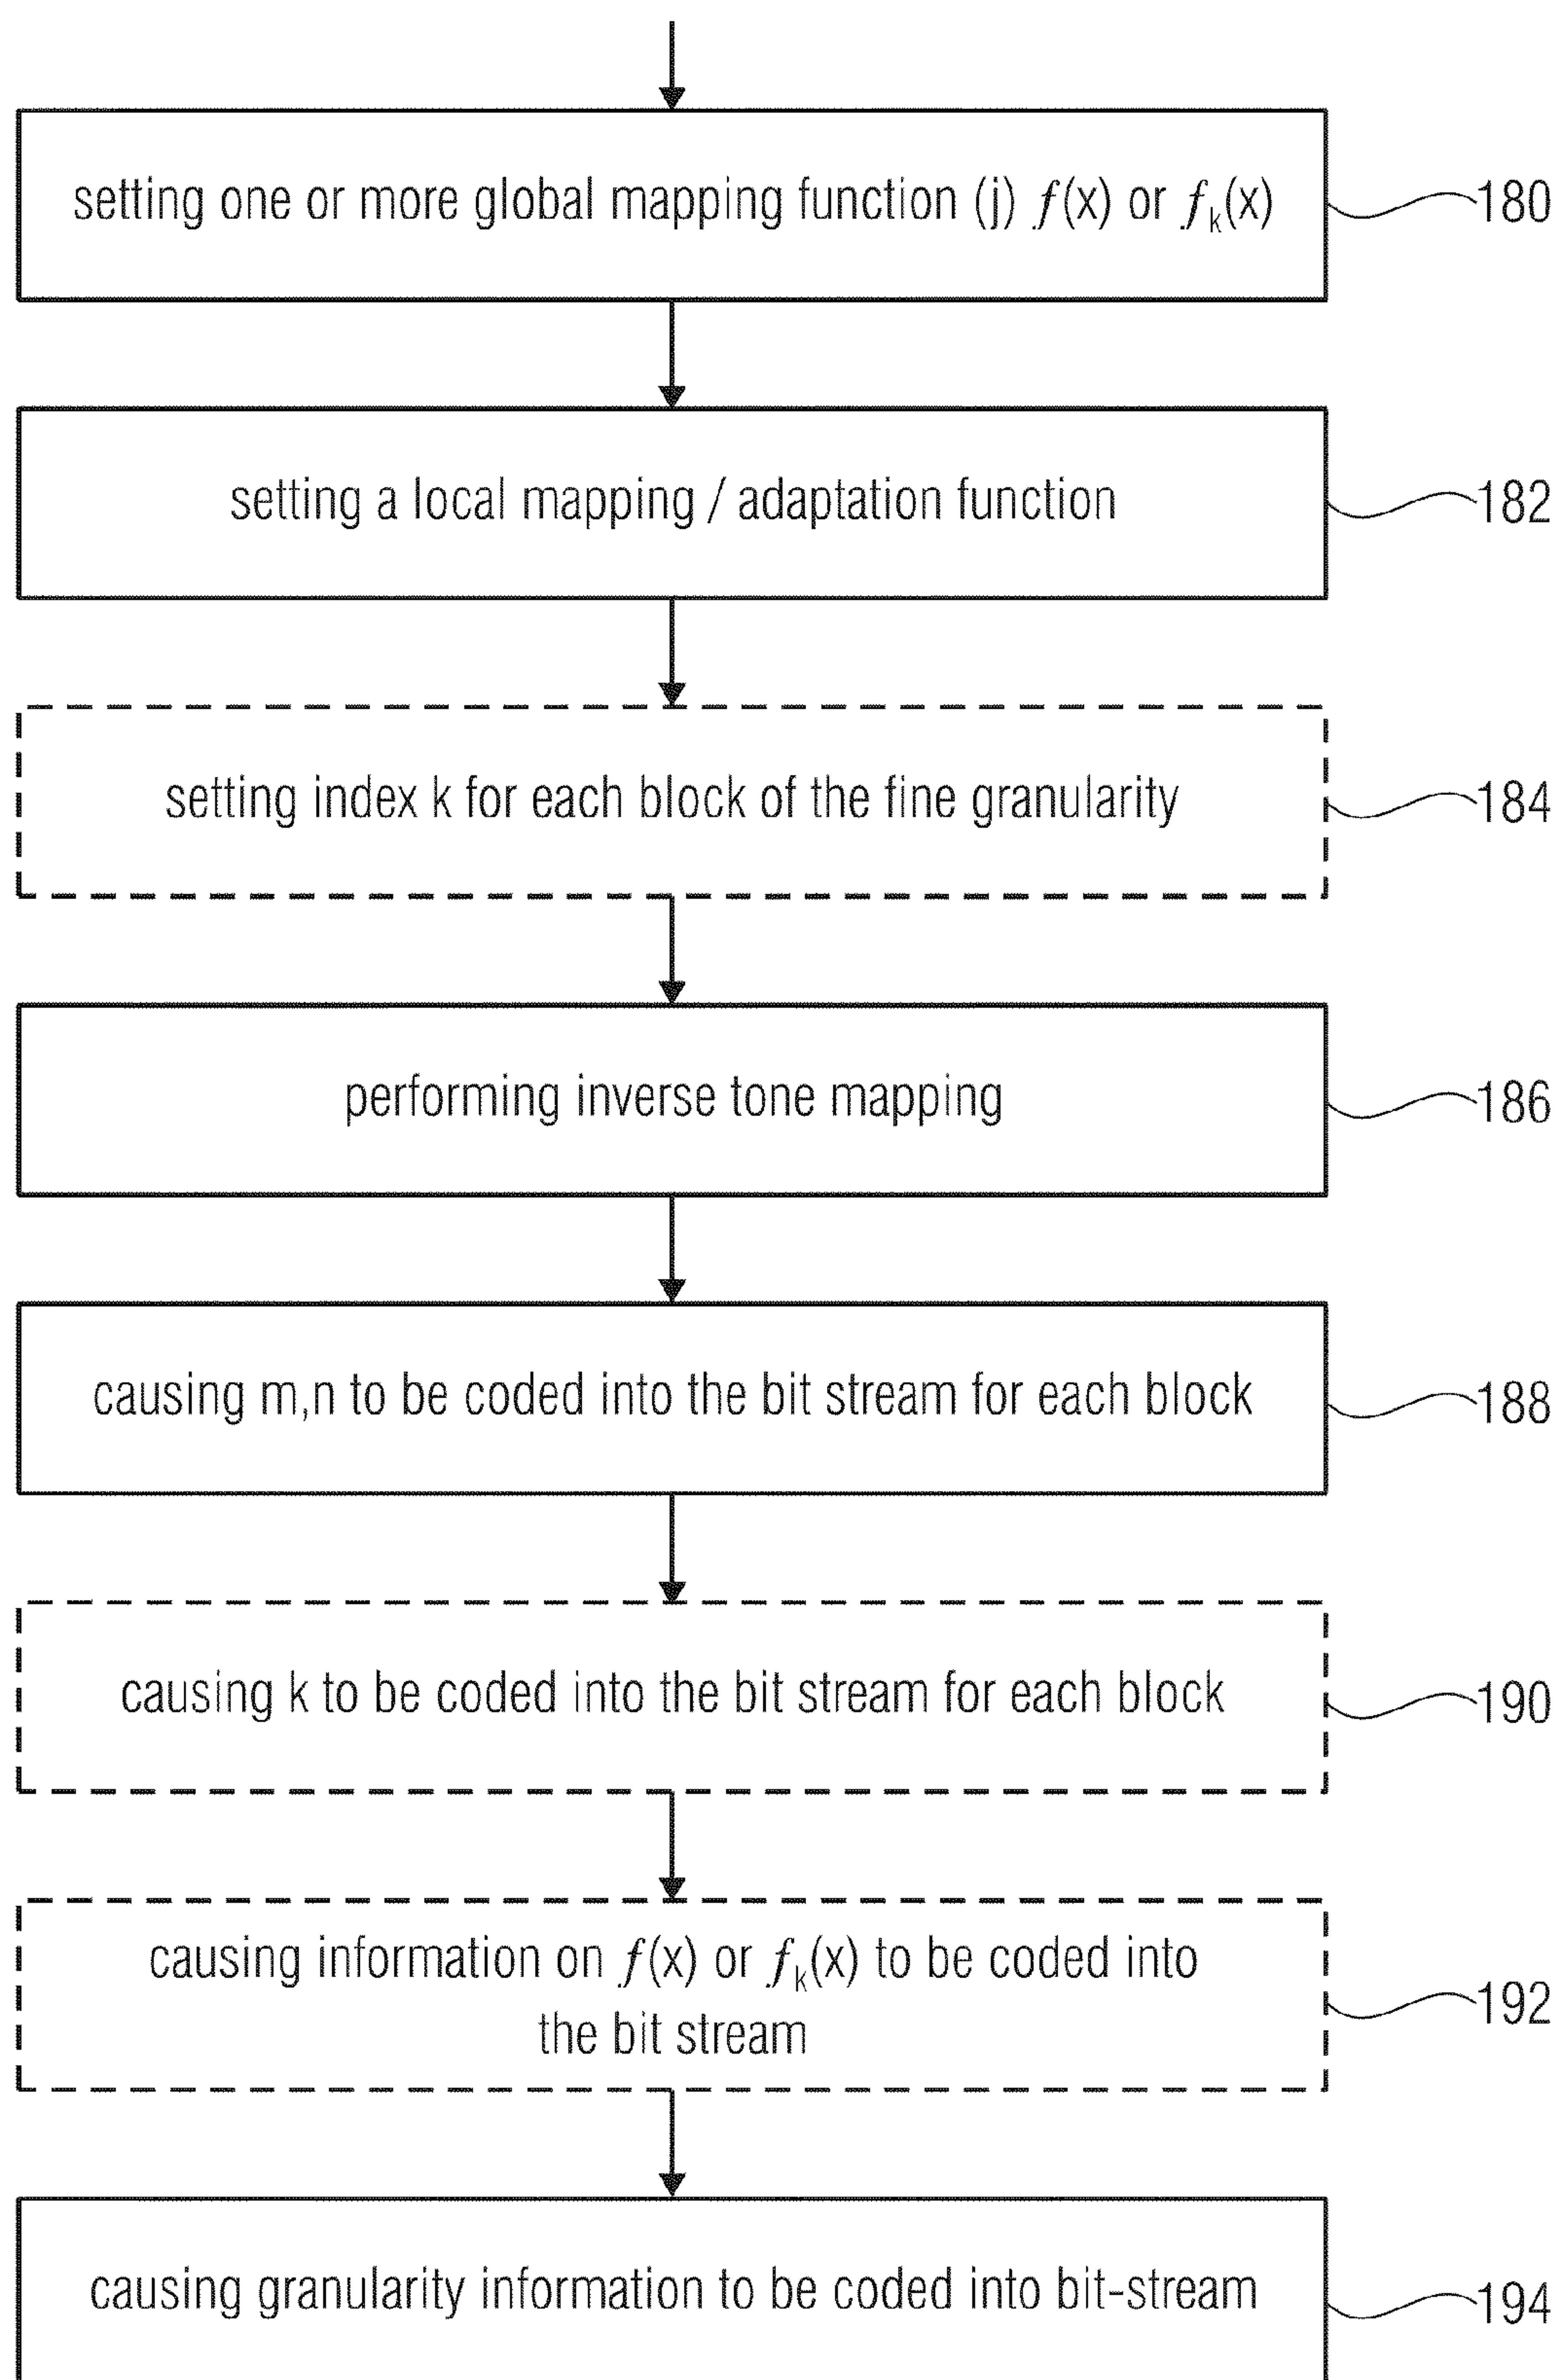 setting one or more global mapping function (j) f(x) or fk(x)
180
setting a local mapping / adaptation function
182
setting index k for each block of the fine granularity
184
performing inverse tone mapping
186
causing m,n to be coded into the bit stream for each block
188
causing k to be coded into the bit stream for each block
190
causing information on f(x) or fk(x) to be coded into
the bit stream
192
causing granularity information to be coded into bit-stream
194